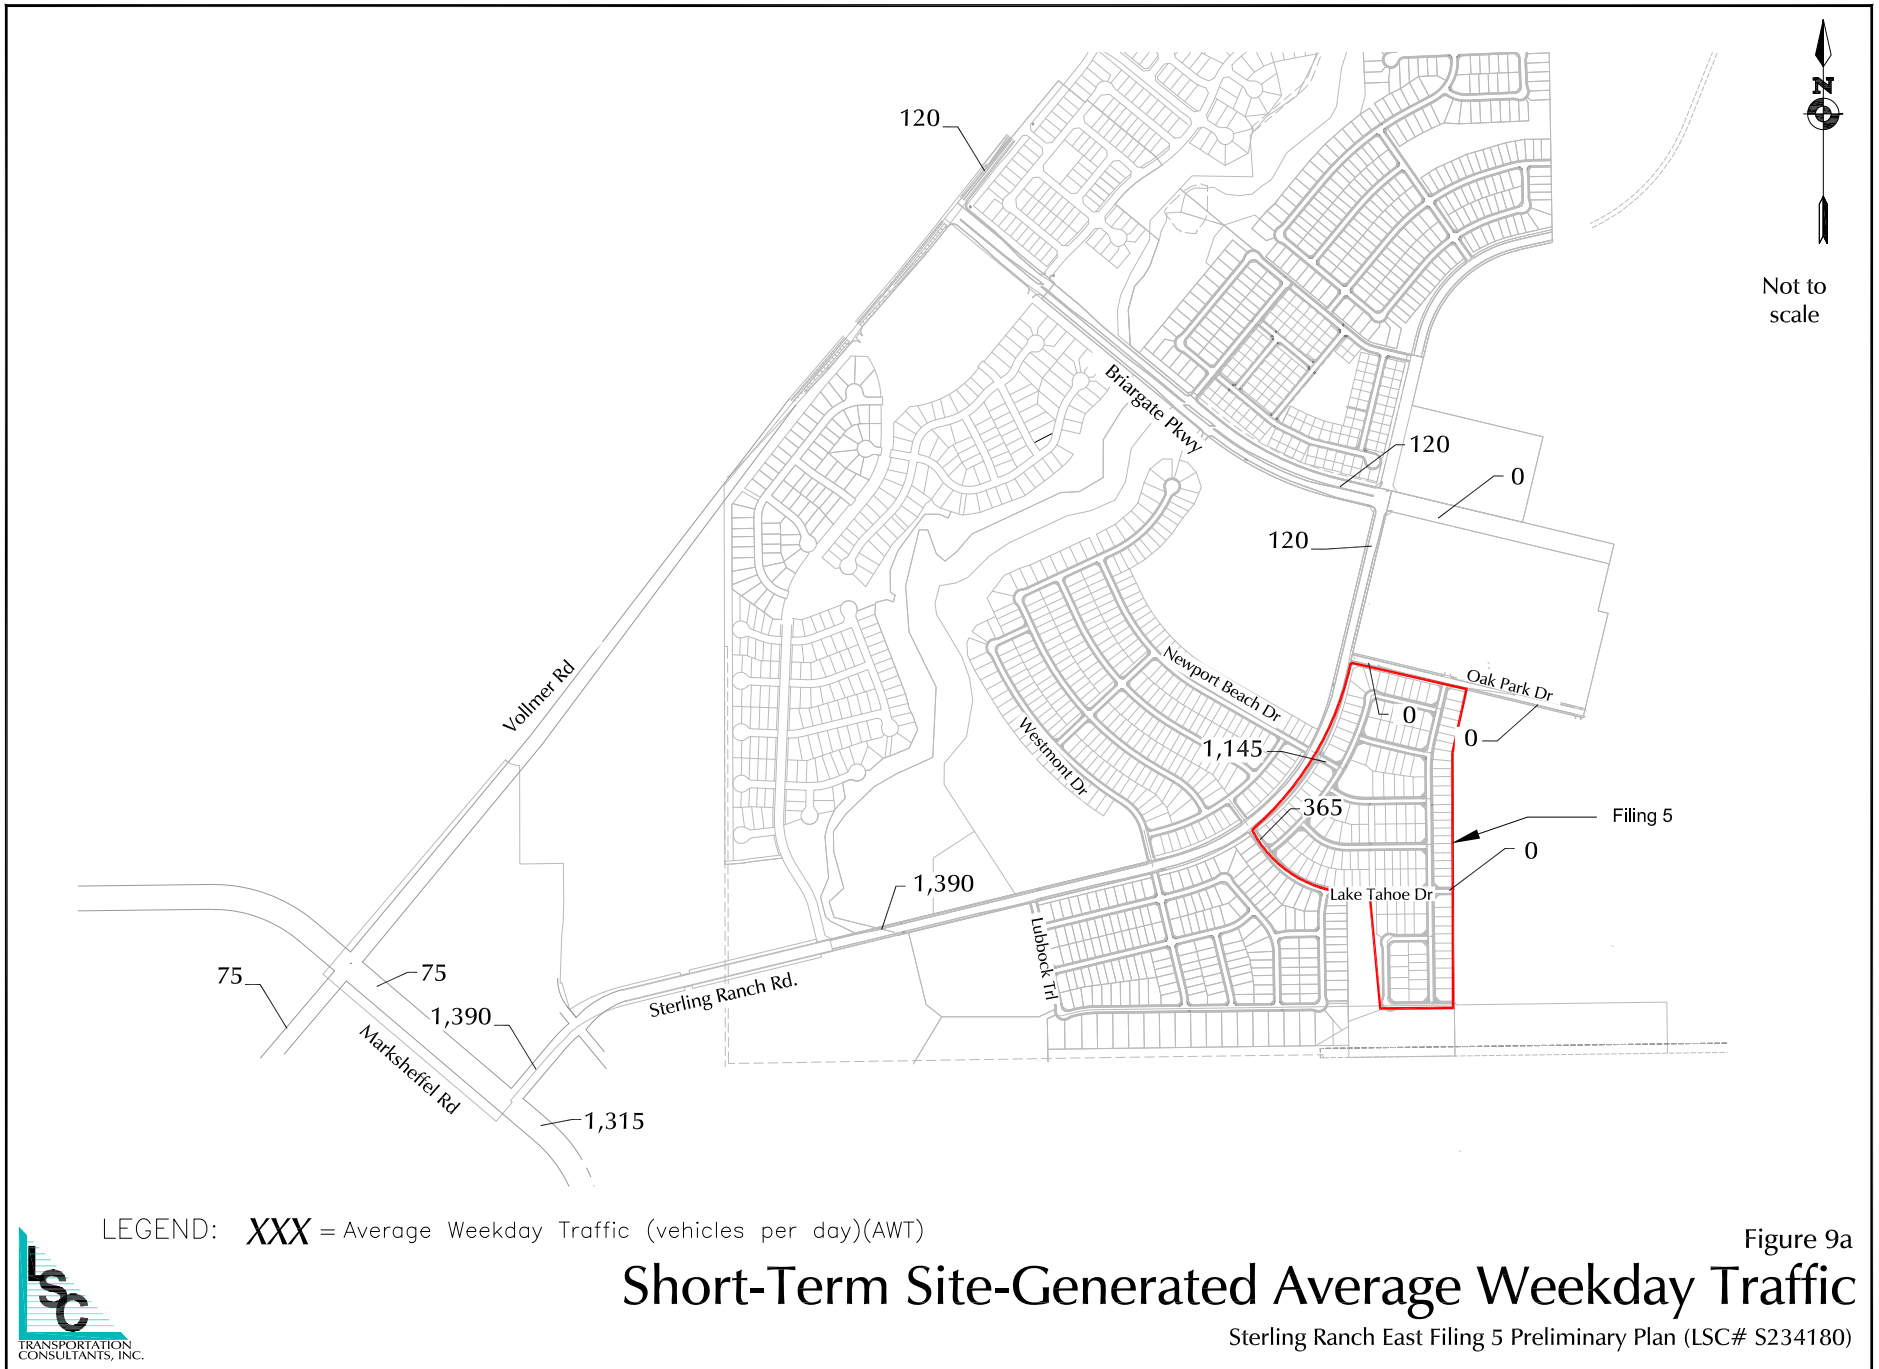 120
N
Not to
scale
Briargate Pkwy
120
0
120
Vollmer Rd
Newport Beach Dr
Oak Park Dr
0
0
Westmont Dr
1,145
365
Filing 5
0
1,390
Lake Tahoe Dr
Lubbock Trl
75
75
Sterling Ranch Rd.
1,390
Marksheffel Rd
1,315
LEGEND: XXX = Average Weekday Traffic (vehicles per day)(AWT)
Figure 9a
Short-Term Site-Generated Average Weekday Traffic
Sterling Ranch East Filing 5 Preliminary Plan (LSC# S234180)
LSC
TRANSPORTATION
CONSULTANTS, INC.